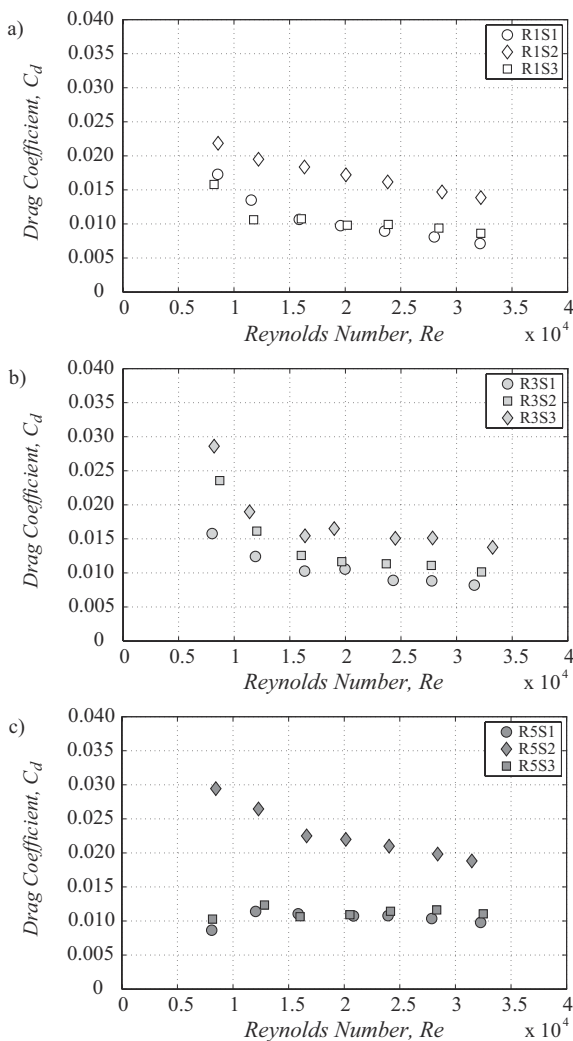 a)
0.040
0.035
0.030
0.025
0.020
0.015
0.010
0.005
0
Drag Coefficient, Cd
R1S1
R1S2
R1S3
0 0.5 1 1.5 2 2.5 3 3.5 4
Reynolds Number, Re
x 10^4
b)
0.040
0.035
0.030
0.025
0.020
0.015
0.010
0.005
0
Drag Coefficient, Cd
R3S1
R3S2
R3S3
0 0.5 1 1.5 2 2.5 3 3.5 4
Reynolds Number, Re
x 10^4
c)
0.040
0.035
0.030
0.025
0.020
0.015
0.010
0.005
0
Drag Coefficient, Cd
R5S1
R5S2
R5S3
0 0.5 1 1.5 2 2.5 3 3.5 4
Reynolds Number, Re
x 10^4